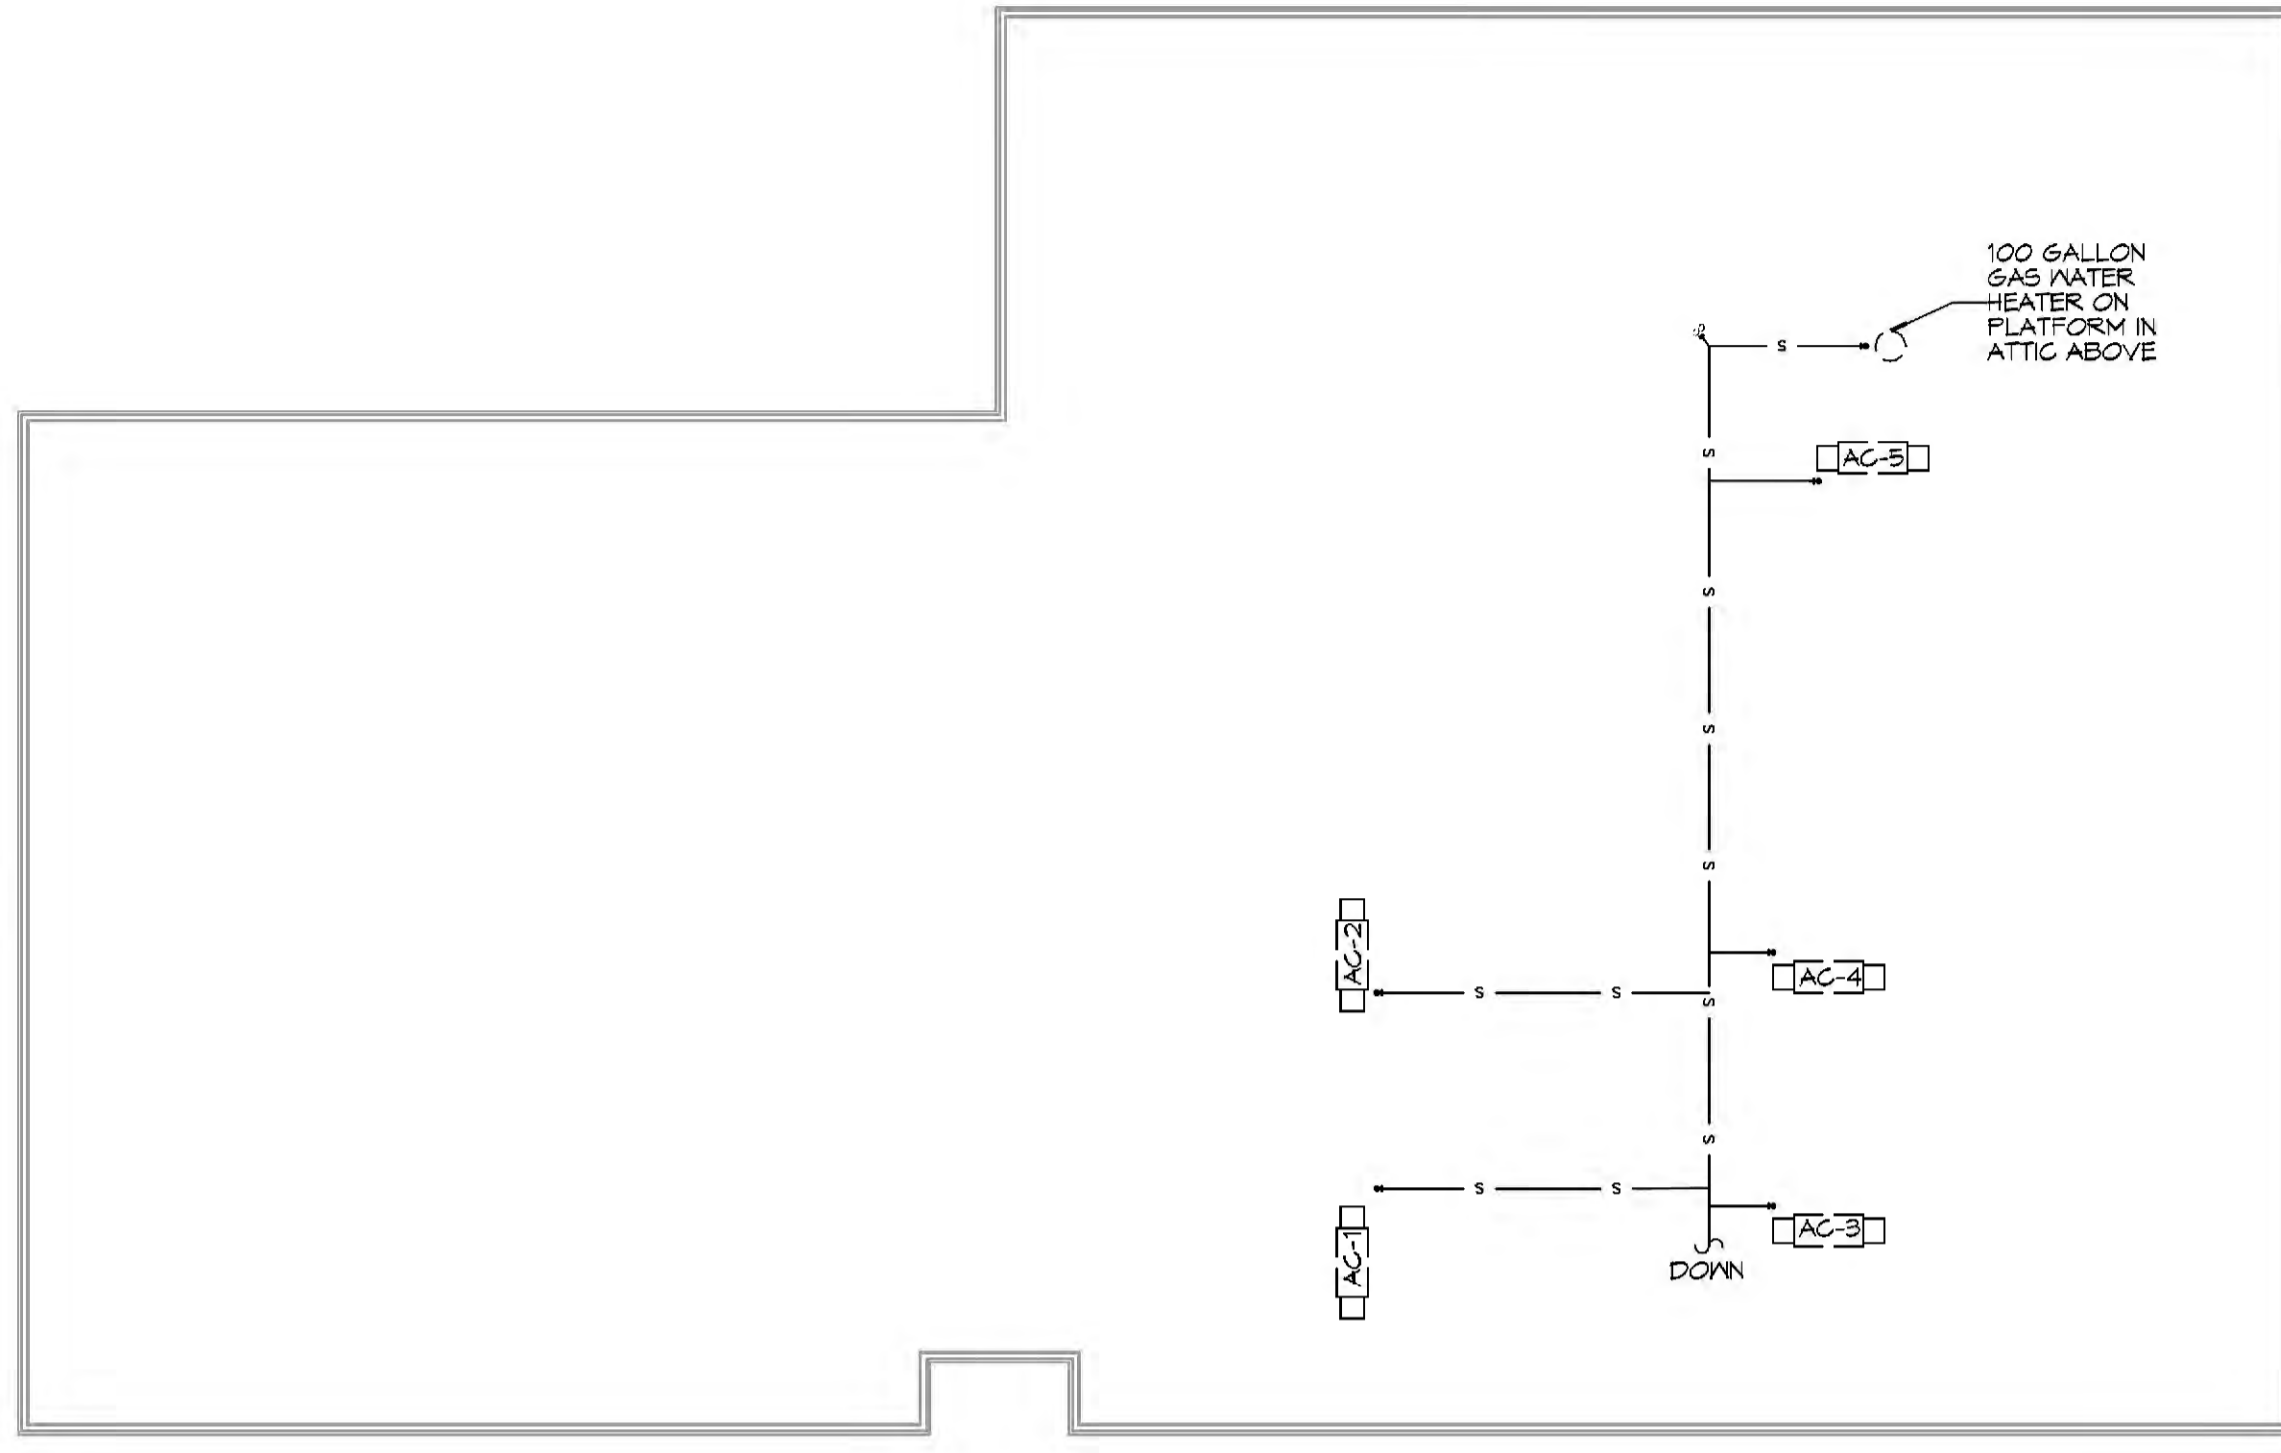 100 GALLON
GAS WATER
HEATER ON
PLATFORM IN
ATTIC ABOVE
S
AC-5
S
S
S
S
AC-2
AC-4
S
S
S
S
S
S
AC-3
AC-1
DOWN